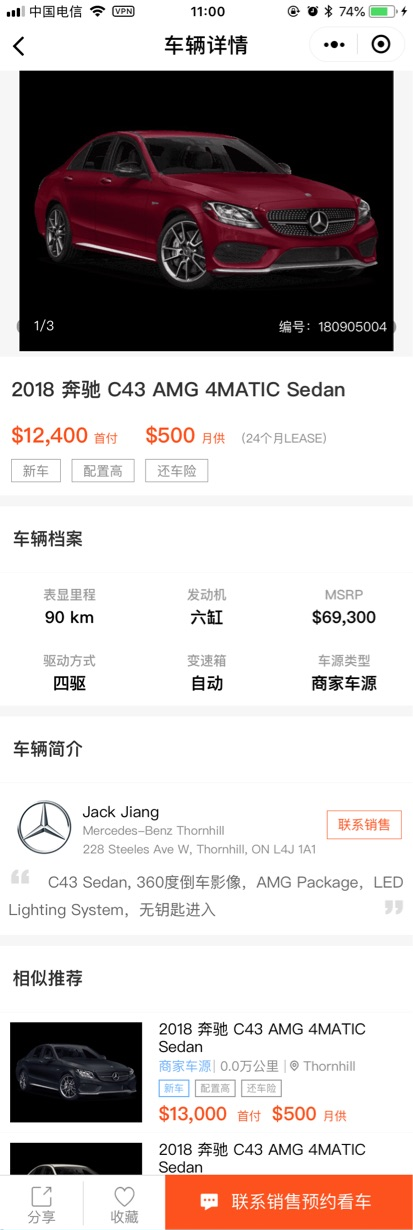 中国电信 VPN 11:00 74%
车辆详情
1/3 编号：180905004
2018 奔驰 C43 AMG 4MATIC Sedan
$12,400 首付 $500 月供 （24个月LEASE）
新车 配置高 还车险
车辆档案
表显里程 发动机 MSRP
90 km 六缸 $69,300
驱动方式 变速箱 车源类型
四驱 自动 商家车源
车辆简介
Jack Jiang
Mercedes-Benz Thornhill
联系销售
228 Steeles Ave W, Thornhill, ON L4J 1A1
“ C43 Sedan, 360度倒车影像，AMG Package，LED
Lighting System，无钥匙进入 ”
相似推荐
2018 奔驰 C43 AMG 4MATIC
Sedan
商家车源| 0.0万公里 | Thornhill
新车 配置高 还车险
$13,000 首付 $500 月供
2018 奔驰 C43 AMG 4MATIC
Sedan
分享 收藏 联系销售预约看车